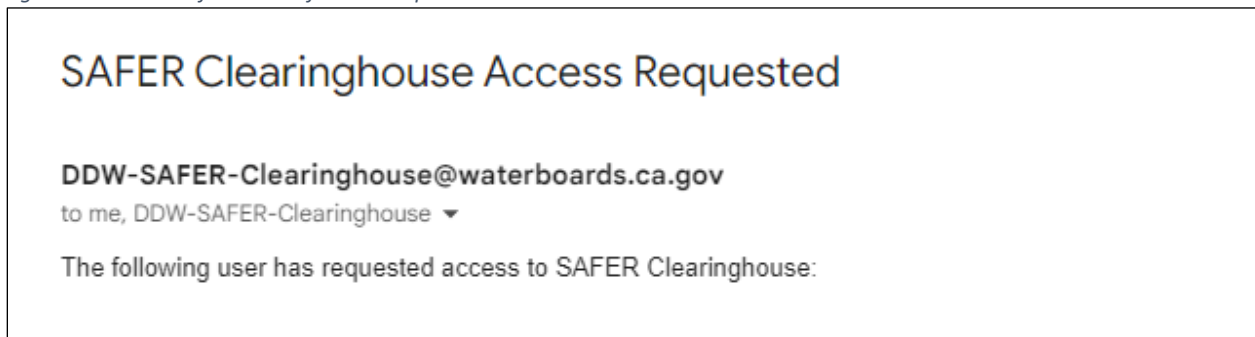 SAFER Clearinghouse Access Requested
DDW-SAFER-Clearinghouse@waterboards.ca.gov
to me, DDW-SAFER-Clearinghouse
The following user has requested access to SAFER Clearinghouse: